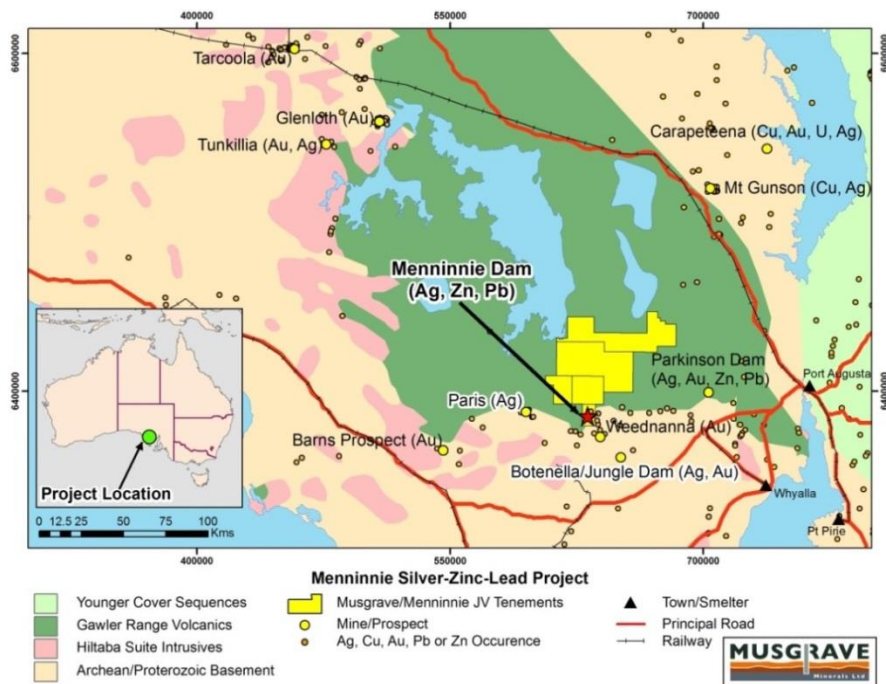 400000
550000
700000
6600000
6600000
Tarcoola (Au)
Glenloth (Au)
Tunkillia (Au, Ag)
Carapeteena (Cu, Au, U, Ag)
Mt Gunson (Cu, Ag)
Menninnie Dam
(Ag, Zn, Pb)
Parkinson Dam
(Ag, Au, Zn, Pb)
Port Augusta
6400000
6400000
Paris (Ag)
Weednanna (Au)
Barns Prospect (Au)
Botenella/Jungle Dam (Ag, Au)
Whyalla
Pt Pirie
Project Location
0 12.5 25 50 75 100
Kms
400000
550000
700000
Menninnie Silver-Zinc-Lead Project
Younger Cover Sequences
Gawler Range Volcanics
Hiltaba Suite Intrusives
Archean/Proterozoic Basement
Musgrave/Menninnie JV Tenements
Mine/Prospect
Ag, Cu, Au, Pb or Zn Occurence
Town/Smelter
Principal Road
Railway
MUSGRAVE
Minerals Ltd